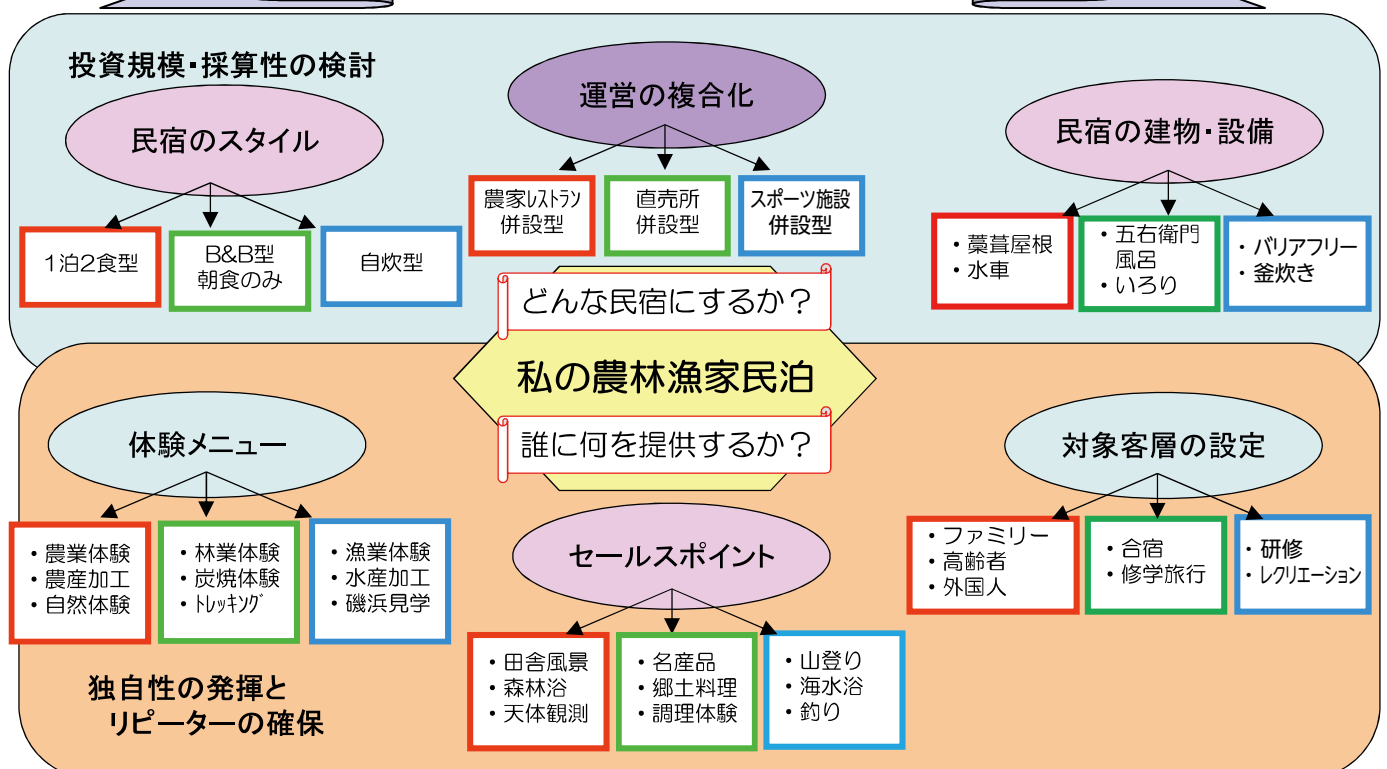 投資規模・採算性の検討
民宿のスタイル
1泊2食型
B&B型
朝食のみ
自炊型
運営の複合化
農家ﾚｽﾄﾗﾝ
併設型
直売所
併設型
スポーツ施設
併設型
民宿の建物・設備
・藁葺屋根
・水車
・五右衛門
風呂
・いろり
・バリアフリー
・釜炊き
どんな民宿にするか？
私の農林漁家民泊
誰に何を提供するか？
体験メニュー
・農業体験
・農産加工
・自然体験
・林業体験
・炭焼体験
・ﾄﾚｯｷﾝｸﾞ
・漁業体験
・水産加工
・磯浜見学
セールスポイント
・田舎風景
・森林浴
・天体観測
・名産品
・郷土料理
・調理体験
・山登り
・海水浴
・釣り
対象客層の設定
・ファミリー
・高齢者
・外国人
・合宿
・修学旅行
・研修
・ﾚｸﾘｴｰｼｮﾝ
独自性の発揮と
リピーターの確保